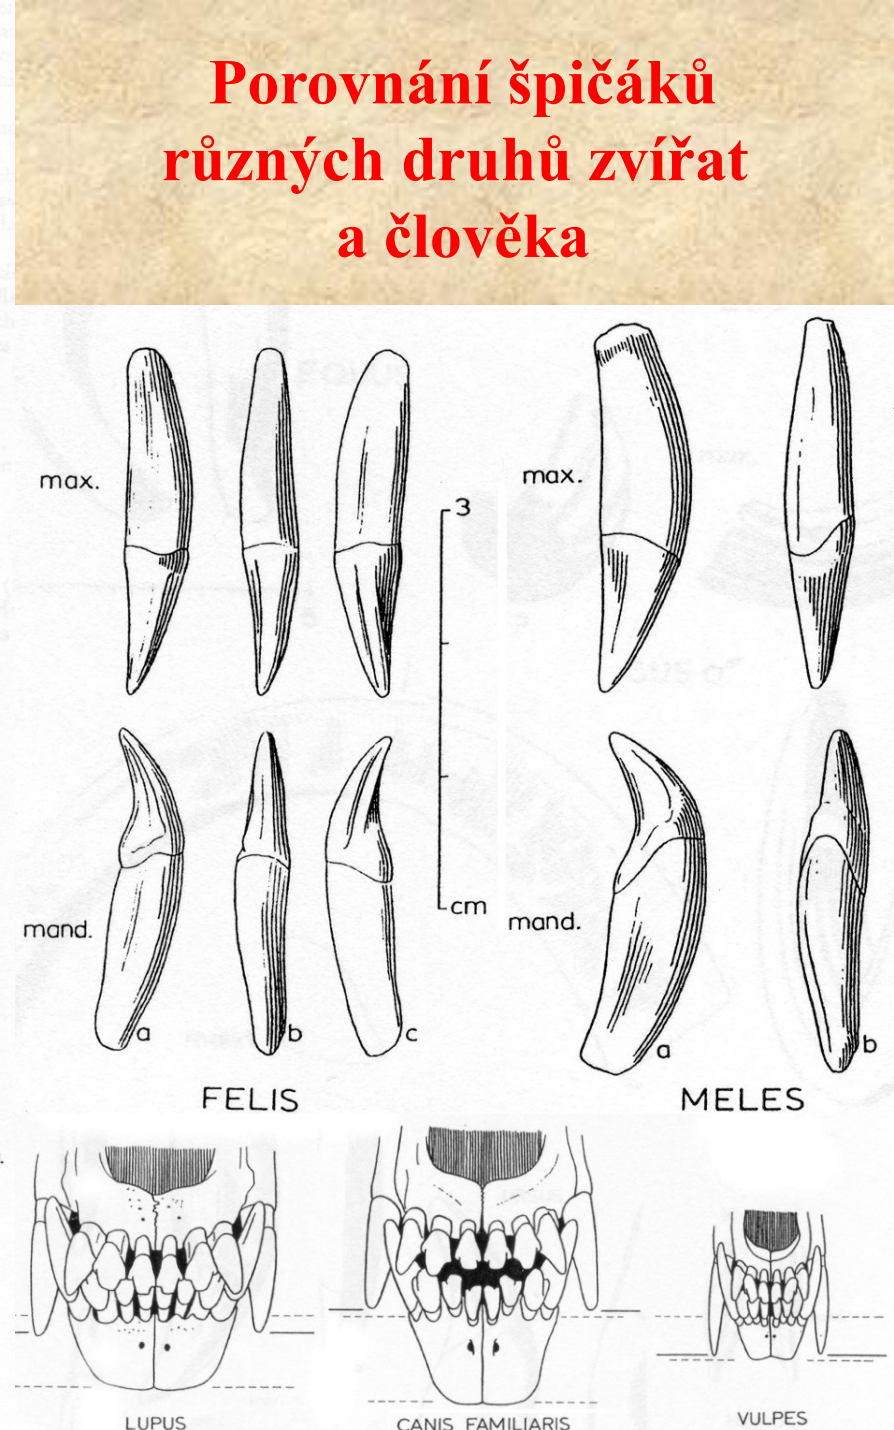 Porovnání špičáků
různých druhů zvířat
a člověka
max.
max.
3
cm
mand.
mand.
a
b
c
a
b
FELIS
MELES
LUPUS
CANIS FAMILIARIS
VULPES